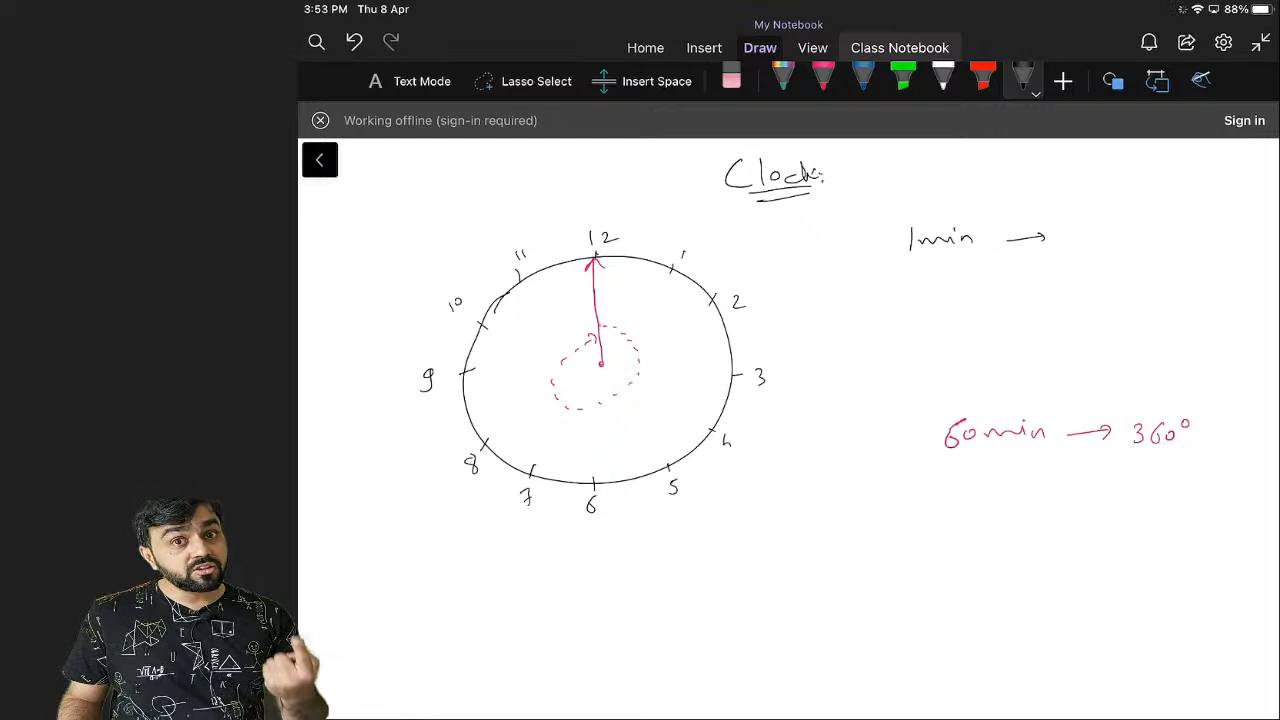 3:53 PM Thu 8 Apr
88%
My Notebook
Home Insert Draw View Class Notebook
Text Mode Lasso Select Insert Space
Working offline (sign-in required) Sign in
Clock:
1min →
12
11
1
10
2
9
3
60min → 360°
8
4
7
5
6